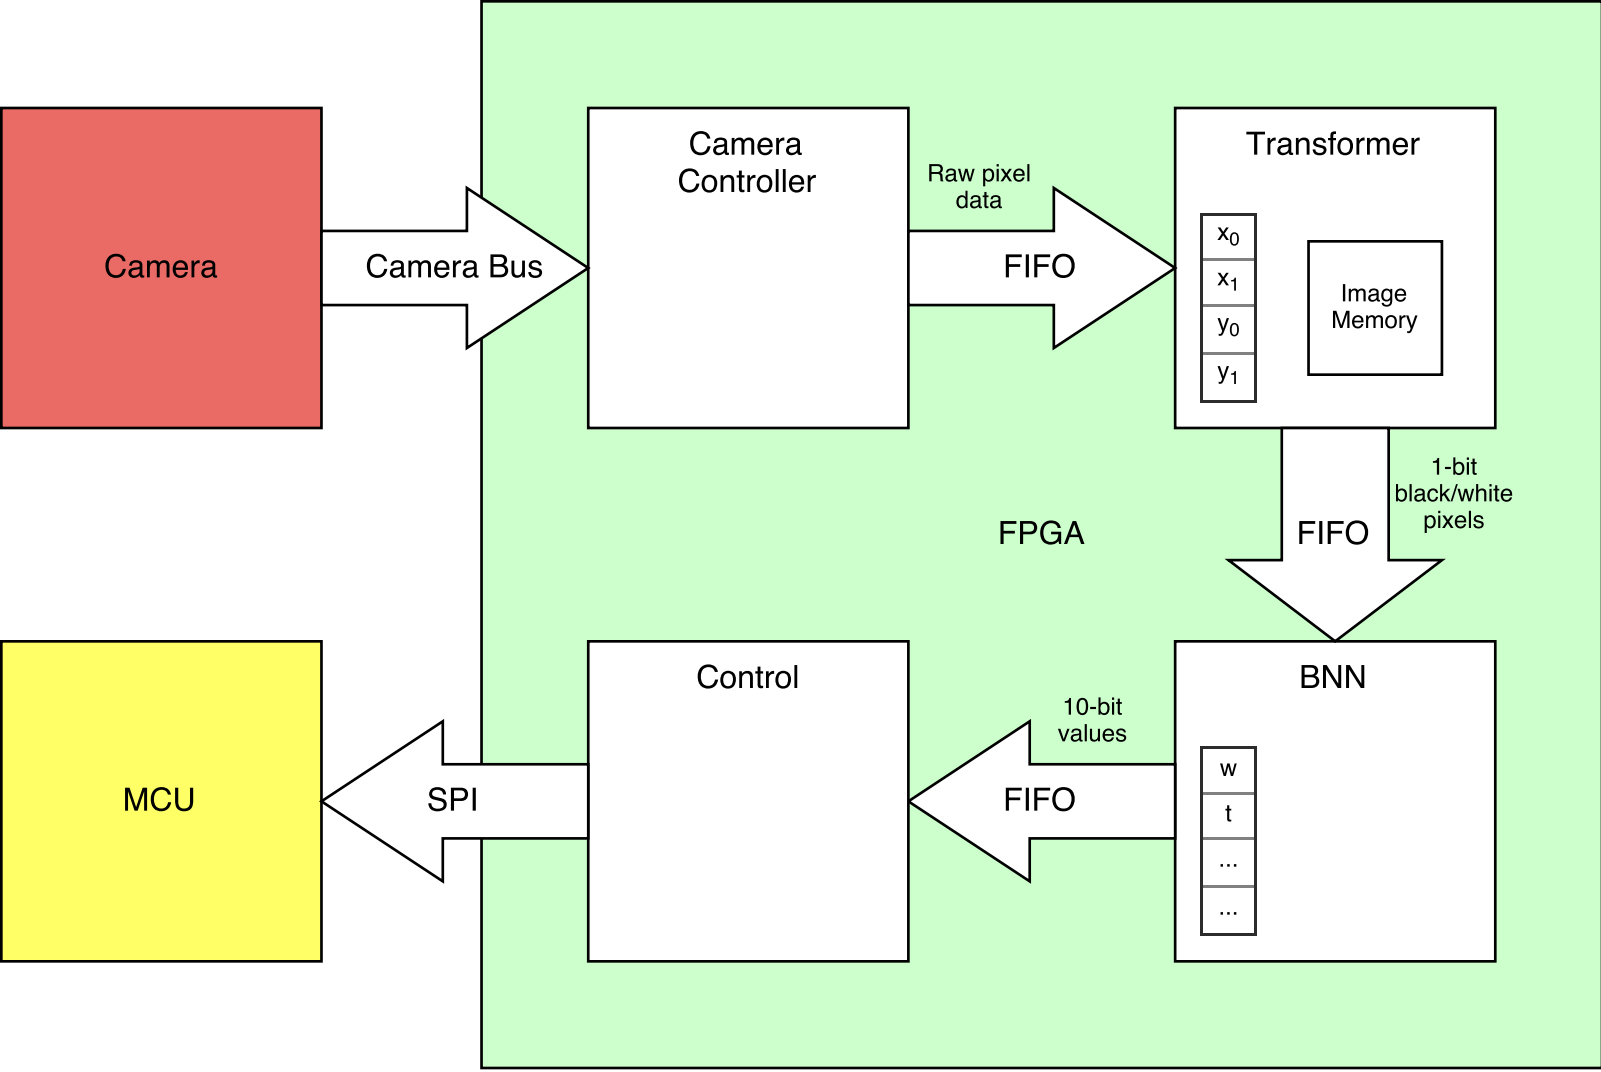 Camera
Camera Bus
Camera
Controller
Raw pixel
data
FIFO
Transformer
x0
x1
y0
y1
Image
Memory
1-bit
black/white
pixels
FIFO
FPGA
MCU
SPI
Control
10-bit
values
FIFO
BNN
w
t
...
...